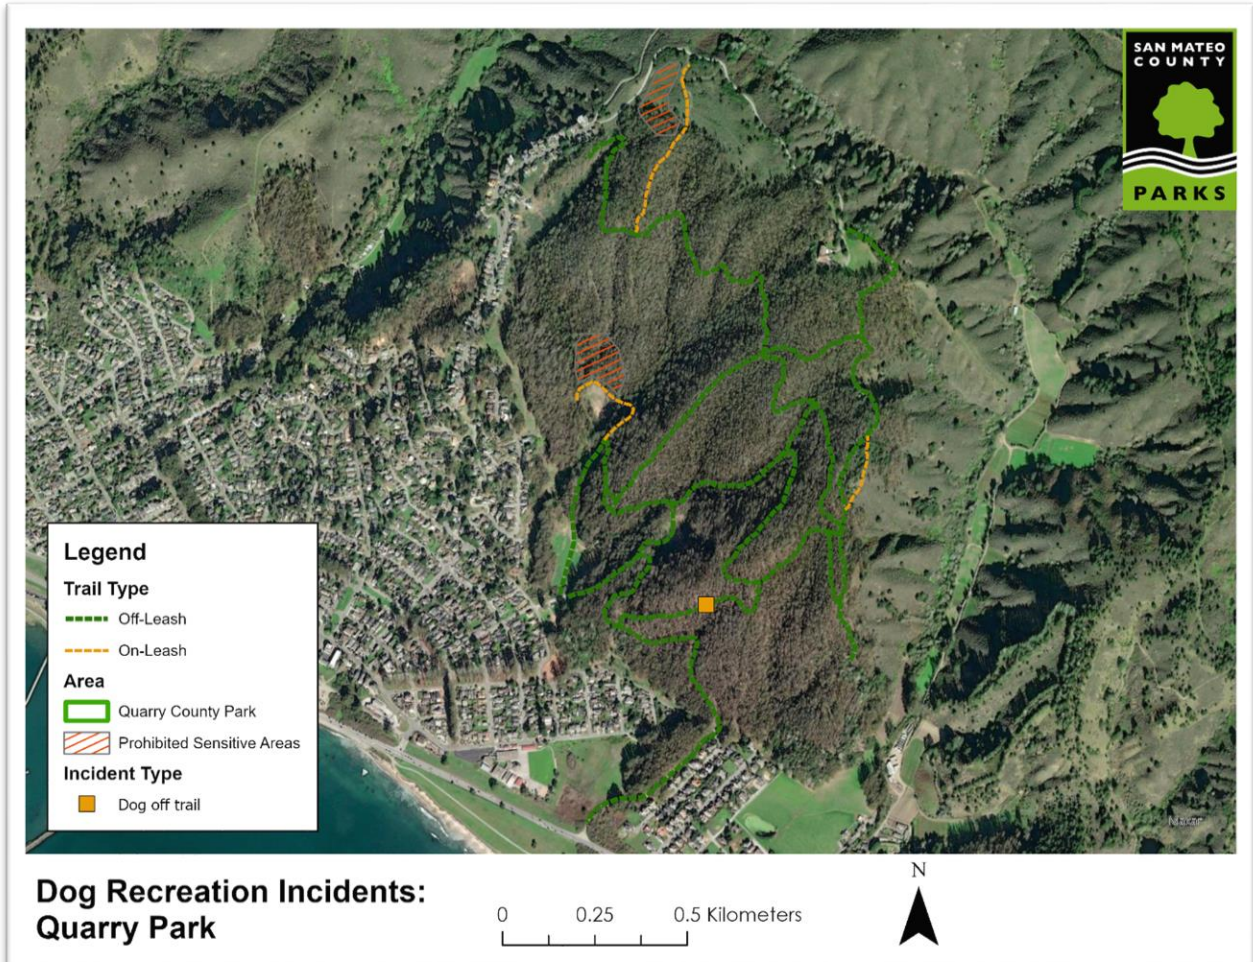 SAN MATEO
COUNTY
PARKS
Legend
Trail Type
Off-Leash
On-Leash
Area
Quarry County Park
Prohibited Sensitive Areas
Incident Type
Dog off trail
Maxar
Dog Recreation Incidents:
Quarry Park
0 0.25 0.5 Kilometers
N